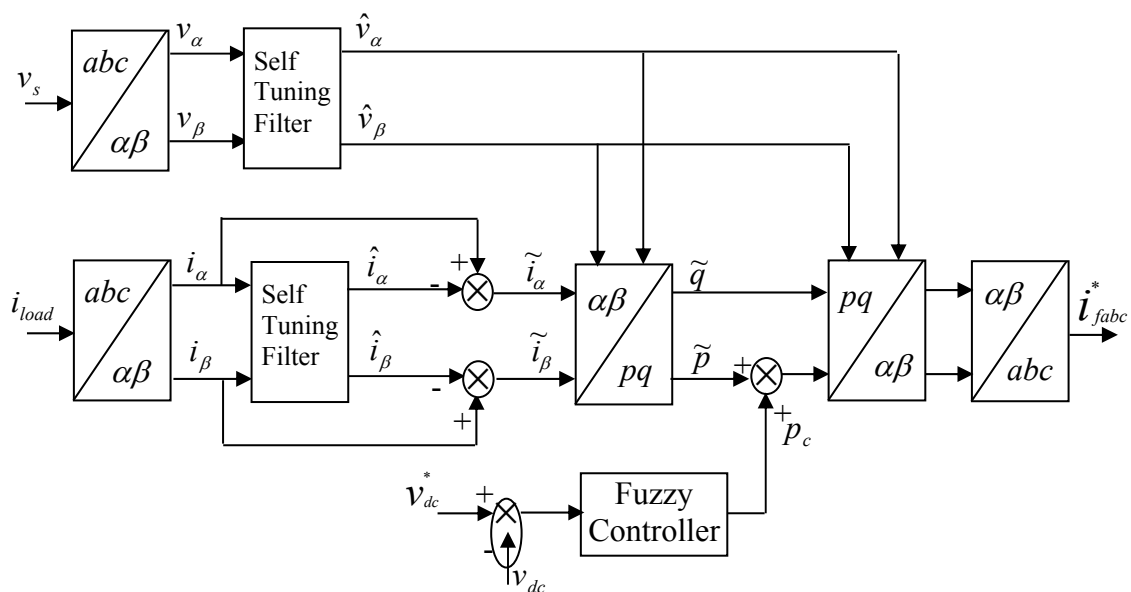 v_s
abc
αβ
v_α
v_β
Self
Tuning
Filter
v̂_α
v̂_β
i_load
abc
αβ
i_α
i_β
Self
Tuning
Filter
î_α
î_β
+
-
-
+
ĩ_α
ĩ_β
αβ
pq
q̃
p̃
+
+
p_c
pq
αβ
αβ
abc
i*_fabc
v*_dc
+
-
v_dc
Fuzzy
Controller